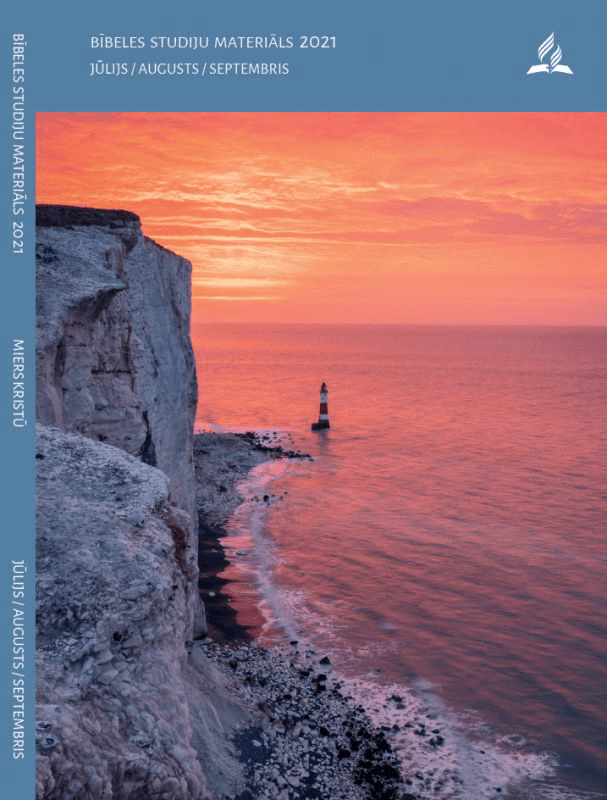 BĪBELES STUDIJU MATERIĀLS 2021
JŪLIJS / AUGUSTS / SEPTEMBRIS
BĪBELES STUDIJU MATERIĀLS 2021
MIERS KRISTŪ
JŪLIJS / AUGUSTS / SEPTEMBRIS